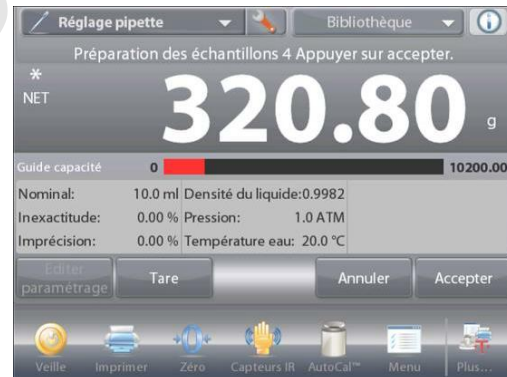 Réglage pipette
Bibliothèque
Préparation des échantillons 4 Appuyer sur accepter.
*
NET
320.80 g
Guide capacité 0 10200.00
Nominal: 10.0 ml Densité du liquide:0.9982
Inexactitude: 0.00 % Pression: 1.0 ATM
Imprécision: 0.00 % Température eau: 20.0 °C
Editer
paramétrage
Tare
Annuler
Accepter
Veille Imprimer Zéro Capteurs IR AutoCal™ Menu Plus...